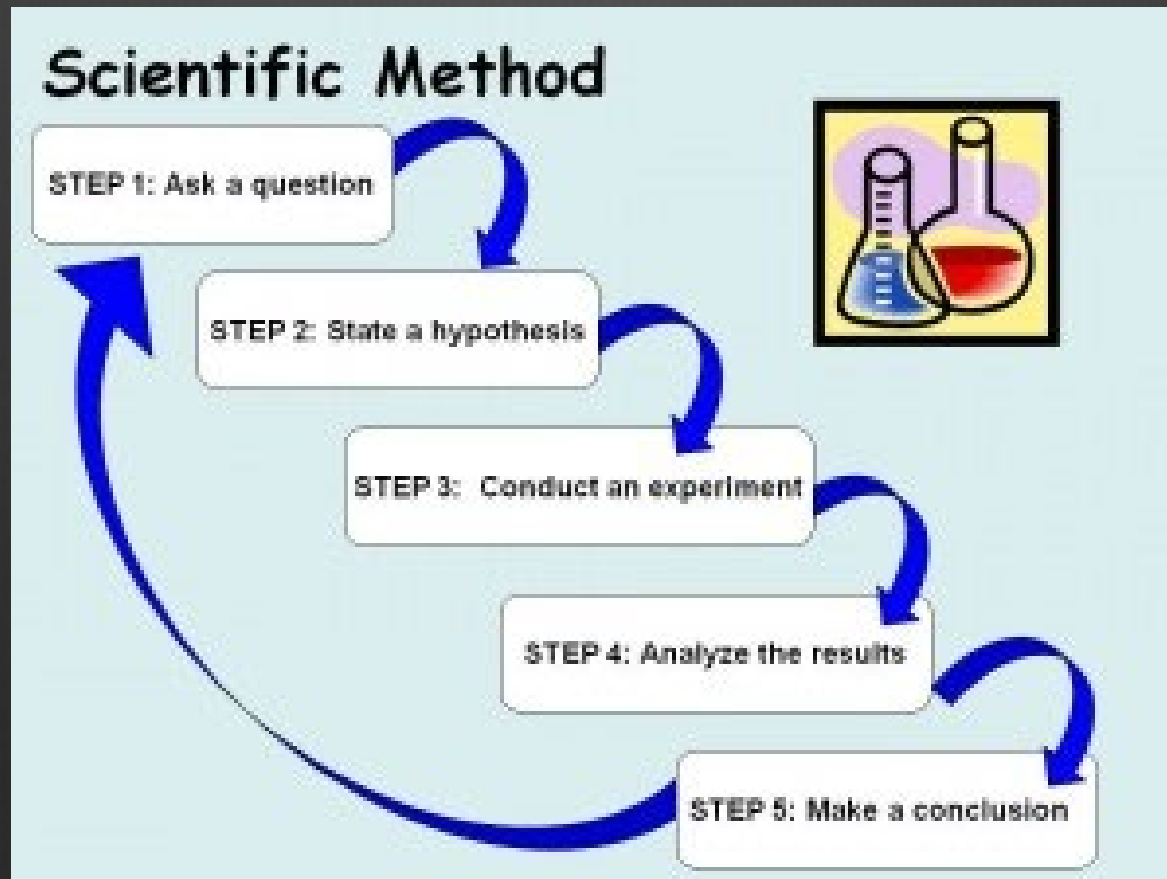 Scientific Method
STEP 1: Ask a question
STEP 2: State a hypothesis
STEP 3: Conduct an experiment
STEP 4: Analyze the results
STEP 5: Make a conclusion